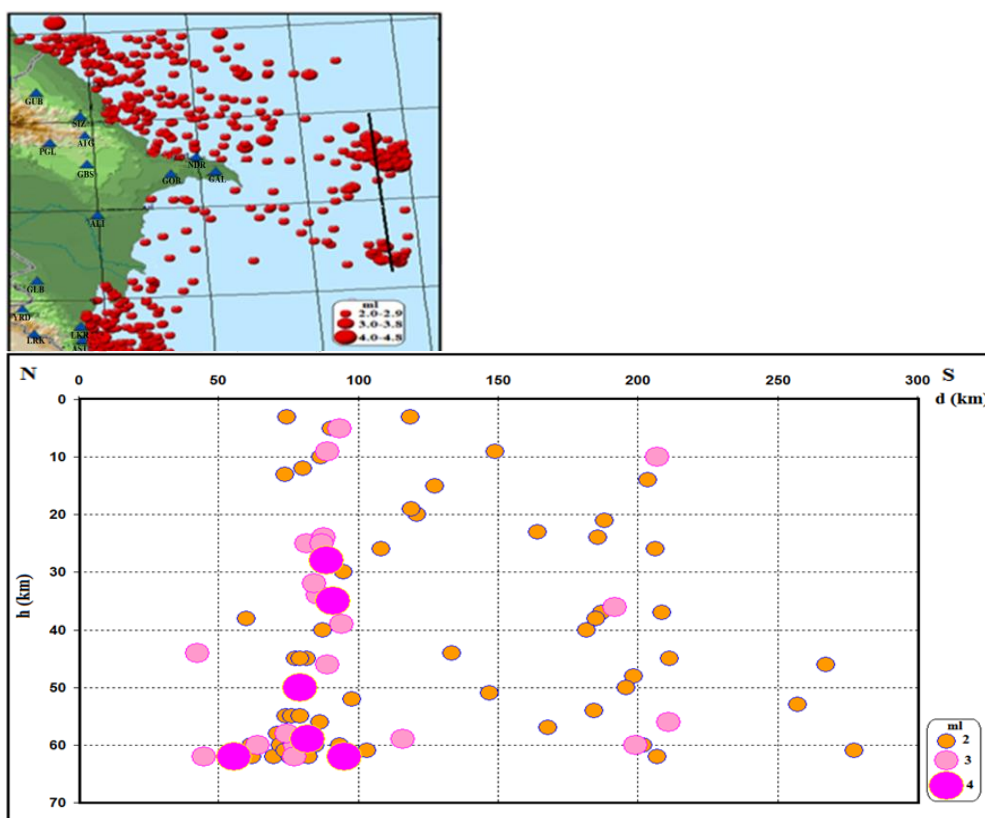 GUB
SIZ
ATG
PGL
GBS
NDR
GOB
GAL
ALI
GLB
YRD
LKR
LRK
AST
ml
2.0-2.9
3.0-3.8
4.0-4.8
N 0 50 100 150 200 250 300 S
0 d (km)
10
20
30
h (km)
40
50
60
70
ml
2
3
4